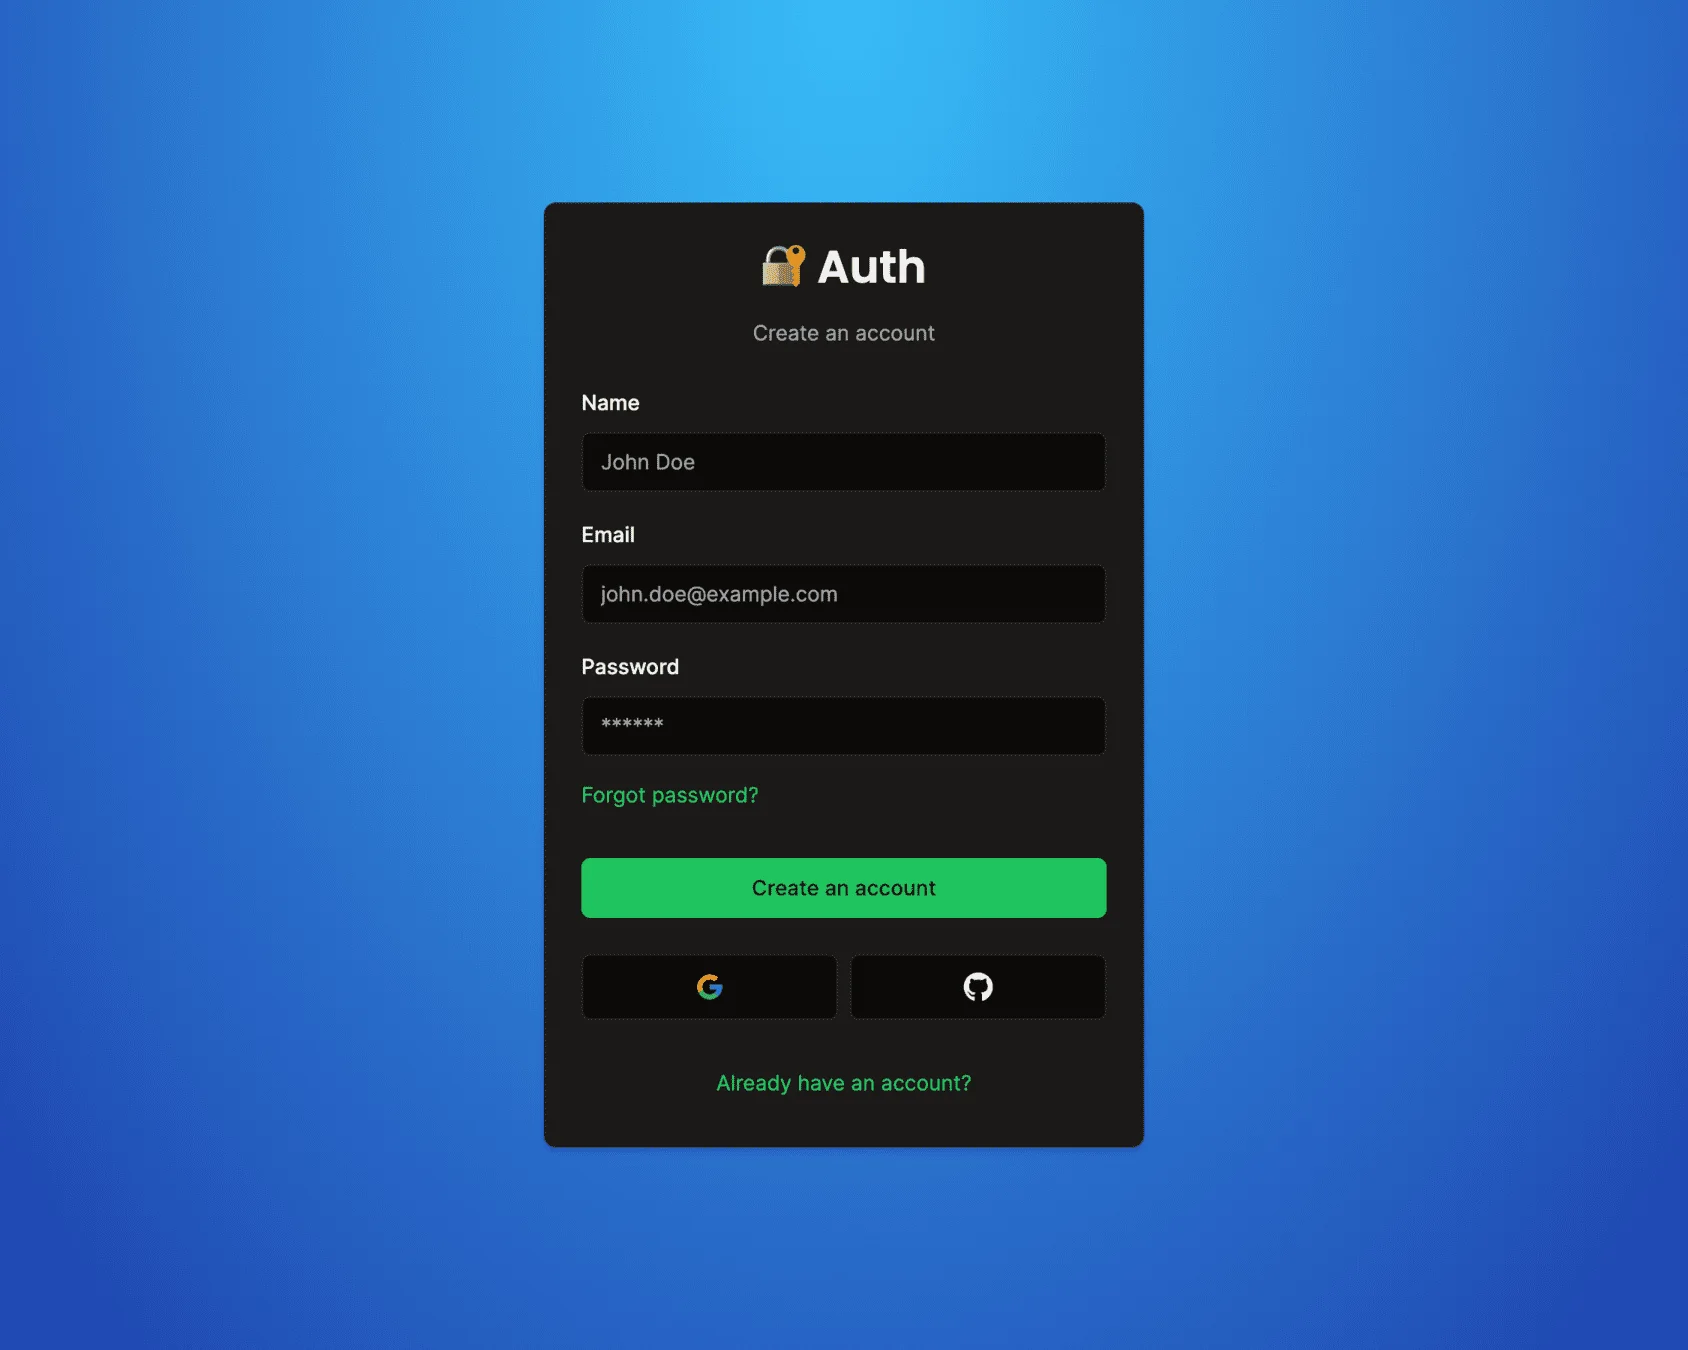 🔐 Auth
Create an account
Name
John Doe
Email
john.doe@example.com
Password
******
Forgot password?
Create an account
Already have an account?